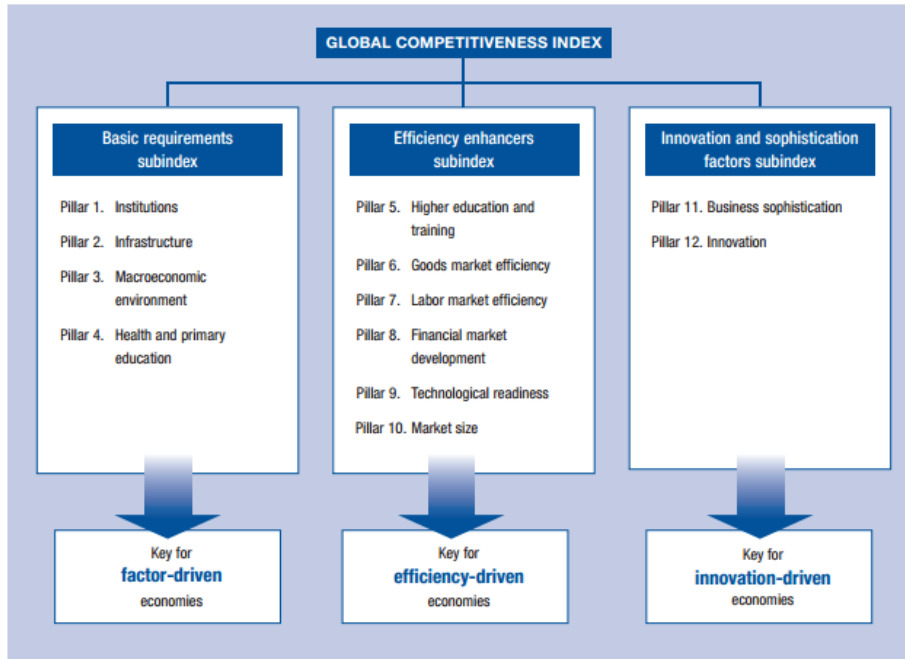 GLOBAL COMPETITIVENESS INDEX
Basic requirements
subindex
Pillar 1. Institutions
Pillar 2. Infrastructure
Pillar 3. Macroeconomic
environment
Pillar 4. Health and primary
education
Key for
factor-driven
economies
Efficiency enhancers
subindex
Pillar 5. Higher education and
training
Pillar 6. Goods market efficiency
Pillar 7. Labor market efficiency
Pillar 8. Financial market
development
Pillar 9. Technological readiness
Pillar 10. Market size
Key for
efficiency-driven
economies
Innovation and sophistication
factors subindex
Pillar 11. Business sophistication
Pillar 12. Innovation
Key for
innovation-driven
economies